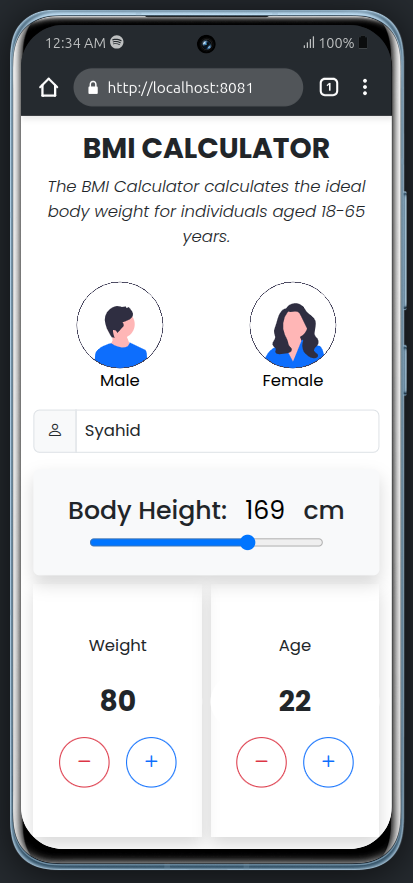 12:34 AM 100%
http://localhost:8081 1
BMI CALCULATOR
The BMI Calculator calculates the ideal
body weight for individuals aged 18-65
years.
Male Female
Syahid
Body Height: 169 cm
Weight Age
80 22
− + − +